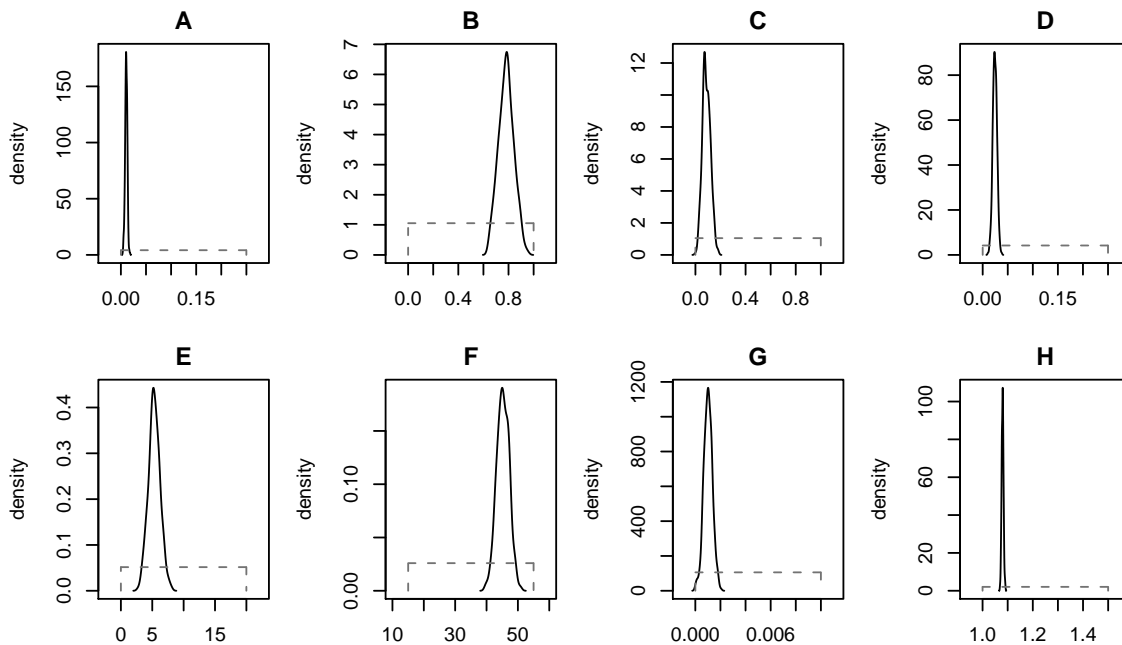 A B C D
density 0 50 100 150 0.00 0.15
0 1 2 3 4 5 6 7 0.0 0.4 0.8
density 0 2 4 6 8 12 0.0 0.4 0.8
density 0 20 40 60 80 0.00 0.15
E F G H
density 0.0 0.1 0.2 0.3 0.4 0 5 15
density 0.00 0.10 10 30 50
density 0 400 800 1200 0.000 0.006
density 0 20 60 100 1.0 1.2 1.4